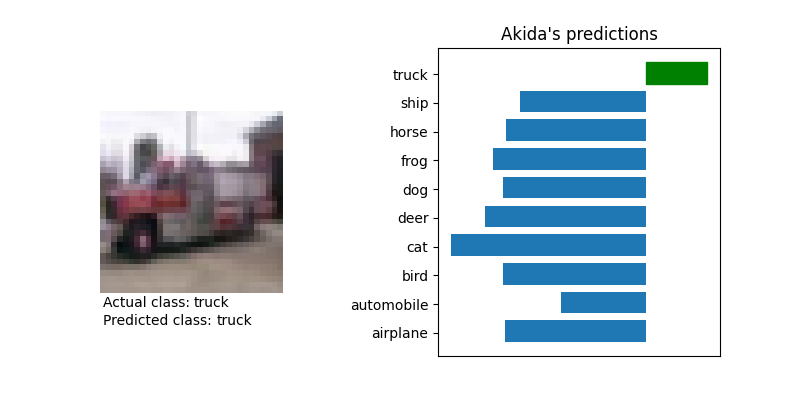 Akida's predictions
truck
ship
horse
frog
dog
deer
cat
bird
automobile
airplane
Actual class: truck
Predicted class: truck